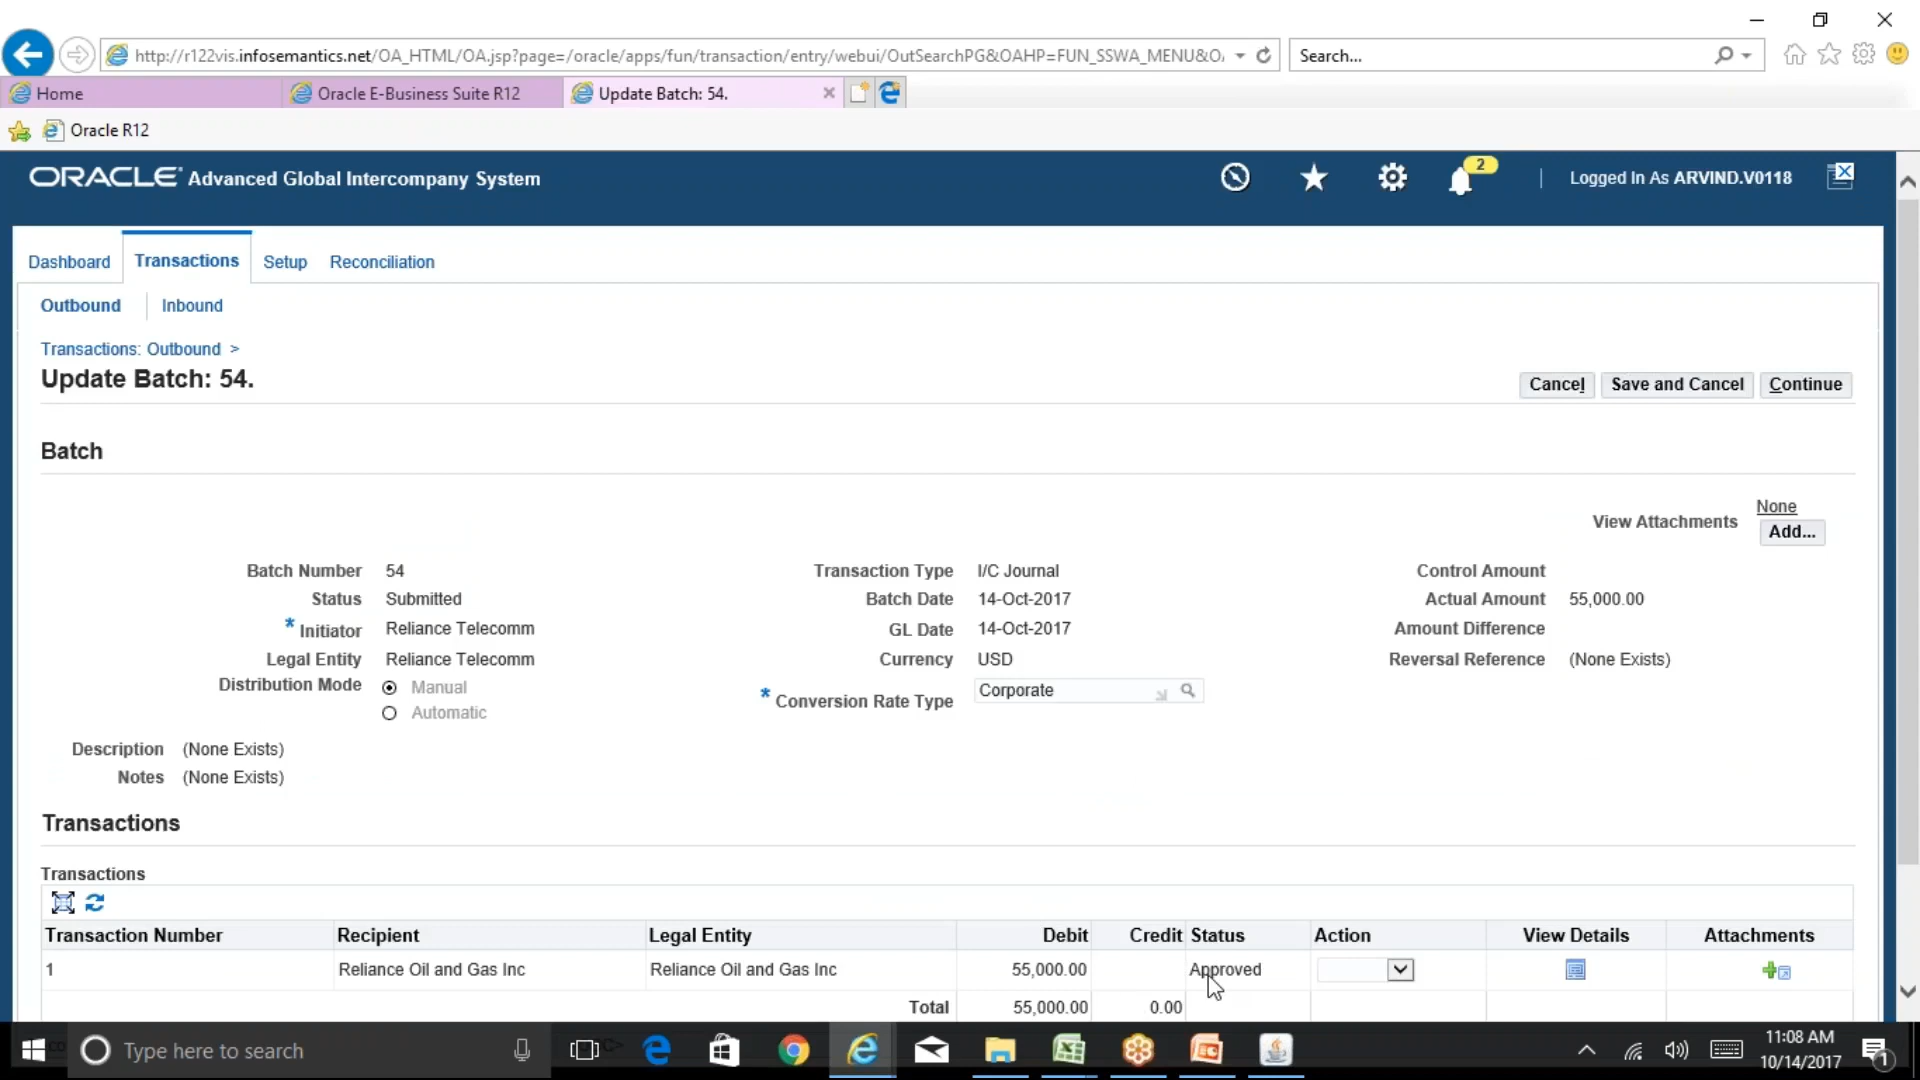 http://r122vis.infosemantics.net/OA_HTML/OA.jsp?page=/oracle/apps/fun/transaction/entry/webui/OutSearchPG&OAHP=FUN_SSWA_MENU&O
Search...
Home
Oracle E-Business Suite R12
Update Batch: 54.
Oracle R12
ORACLE Advanced Global Intercompany System
2
Logged In As ARVIND.V0118
Dashboard
Transactions
Setup
Reconciliation
Outbound
Inbound
Transactions: Outbound >
Update Batch: 54.
Cancel
Save and Cancel
Continue
Batch
View Attachments
None
Add...
Batch Number 54
Status Submitted
* Initiator Reliance Telecomm
Legal Entity Reliance Telecomm
Distribution Mode
Manual
Automatic
Transaction Type I/C Journal
Batch Date 14-Oct-2017
GL Date 14-Oct-2017
Currency USD
* Conversion Rate Type Corporate
Control Amount
Actual Amount 55,000.00
Amount Difference
Reversal Reference (None Exists)
Description (None Exists)
Notes (None Exists)
Transactions
Transactions
Transaction Number Recipient Legal Entity Debit Credit Status Action View Details Attachments
1 Reliance Oil and Gas Inc Reliance Oil and Gas Inc 55,000.00 Approved
Total 55,000.00 0.00
Type here to search
11:08 AM
10/14/2017
1